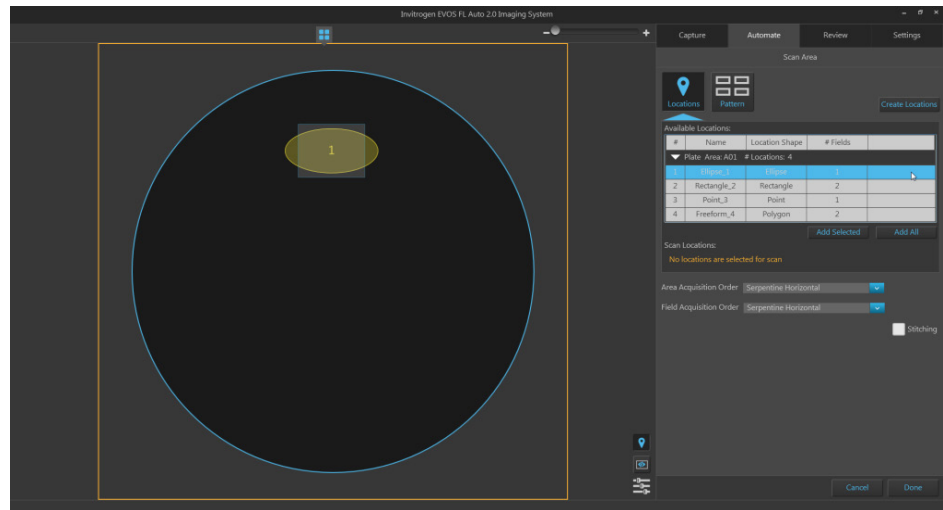 Invitrogen EVOS FL Auto 2.0 Imaging System
Capture Automate Review Settings
Scan Area
Locations Pattern Create Locations
Available Locations:
# Name Location Shape # Fields
Plate Area: A01 # Locations: 4
1 Ellipse_1 Ellipse 1
2 Rectangle_2 Rectangle 2
3 Point_3 Point 1
4 Freeform_4 Polygon 2
Add Selected Add All
Scan Locations:
No locations are selected for scan
Area Acquisition Order Serpentine Horizontal
Field Acquisition Order Serpentine Horizontal
Stitching
Cancel Done
1